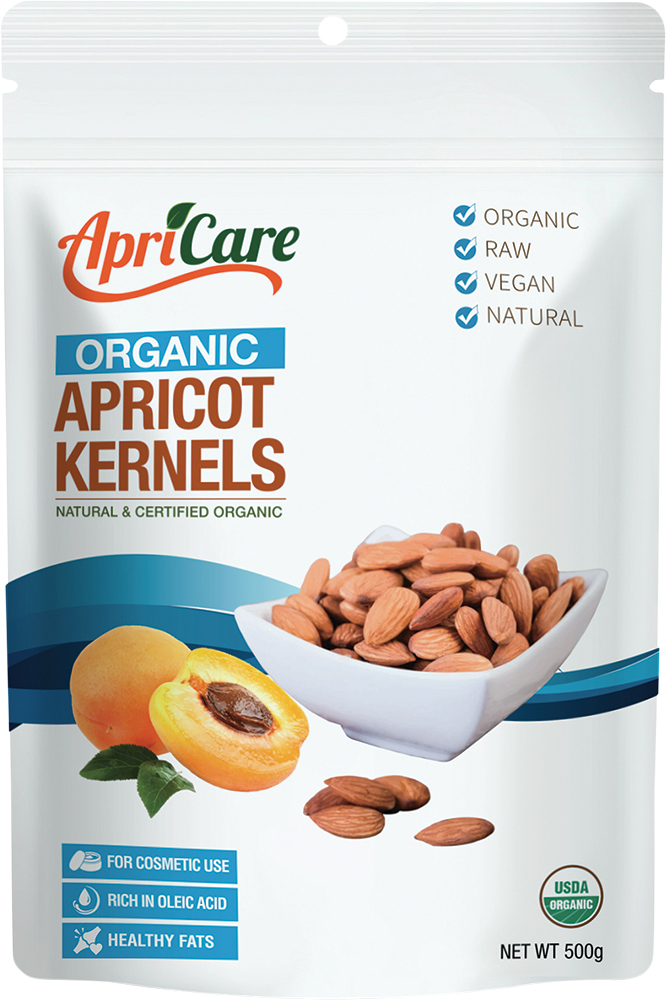 ApriCare
ORGANIC
RAW
VEGAN
NATURAL
ORGANIC
APRICOT
KERNELS
NATURAL & CERTIFIED ORGANIC
FOR COSMETIC USE
RICH IN OLEIC ACID
HEALTHY FATS
USDA
ORGANIC
NET WT 500g